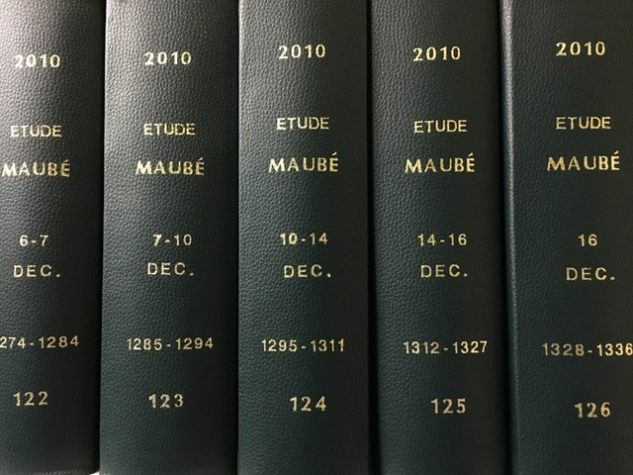 2010
ETUDE
MAUBÉ
6-7
DEC.
274-1284
122
2010
ETUDE
MAUBÉ
7-10
DEC.
1285-1294
123
2010
ETUDE
MAUBÉ
10-14
DEC.
1295-1311
124
2010
ETUDE
MAUBÉ
14-16
DEC.
1312-1327
125
2010
ETUDE
MAUBÉ
16
DEC.
1328-1336
126